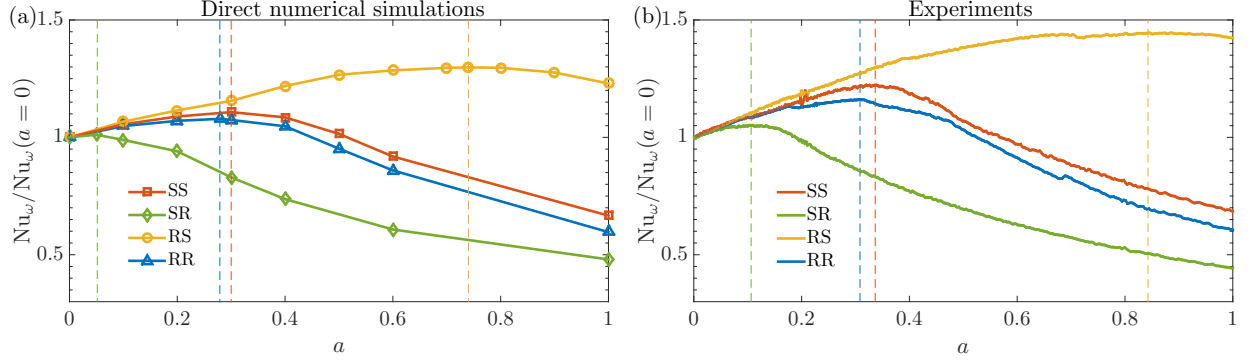 (a) Direct numerical simulations
Nu_ω/Nu_ω(a = 0)
1.5
1
0.5
SS
SR
RS
RR
0 0.2 0.4 0.6 0.8 1
a
(b) Experiments
Nu_ω/Nu_ω(a = 0)
1.5
1
0.5
SS
SR
RS
RR
0 0.2 0.4 0.6 0.8 1
a